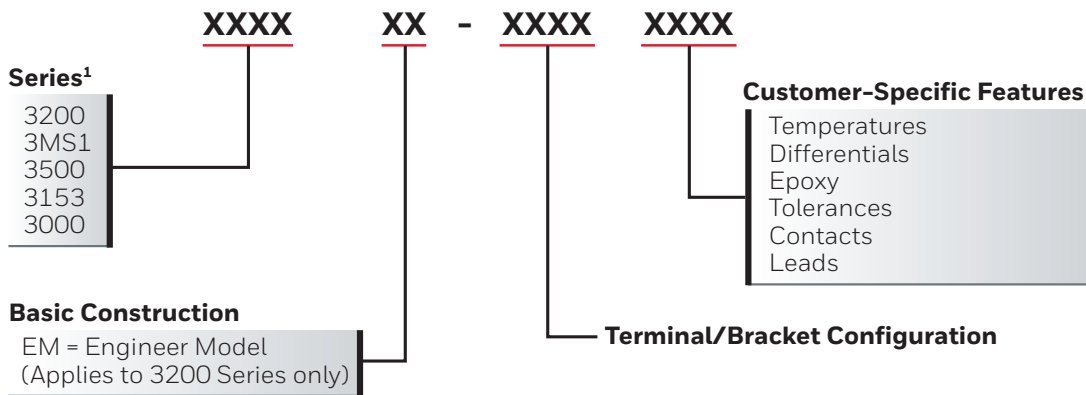 XXXX XX - XXXX XXXX
Series¹
3200
3MS1
3500
3153
3000
Customer-Specific Features
Temperatures
Differentials
Epoxy
Tolerances
Contacts
Leads
Basic Construction
EM = Engineer Model
(Applies to 3200 Series only)
Terminal/Bracket Configuration